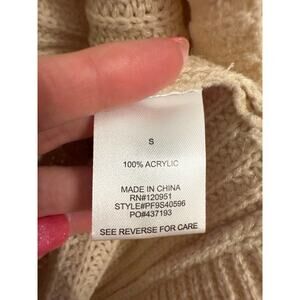 S
100% ACRYLIC
MADE IN CHINA
RN#120951
STYLE#PF9S40596
PO#437193
SEE REVERSE FOR CARE